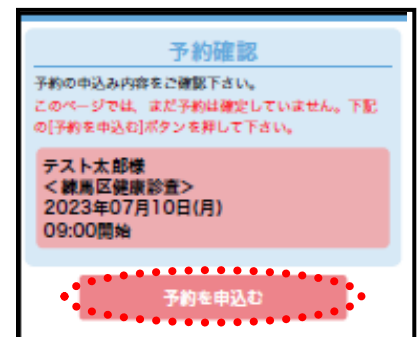 予約確認
予約の申込み内容をご確認下さい。
このページでは、まだ予約は確定していません。下記
の[予約を申込む]ボタンを押して下さい。
テスト太郎様
＜練馬区健康診査＞
2023年07月10日(月)
09:00開始
予約を申込む